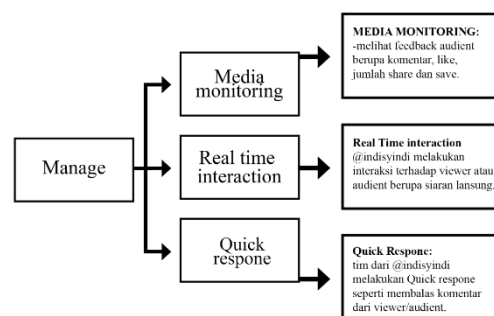 Manage
Media
monitoring
Real time
interaction
Quick
respone
MEDIA MONITORING:
-melihat feedback audient
berupa komentar, like,
jumlah share dan save.
Real Time interaction
@indisyindi melakukan
interaksi terhadap viewer atau
audient berupa siaran lansung.
Quick Respone:
tim dari @indisyindi
melakukan Quick respone
seperti membalas komentar
dari viewer/audient.